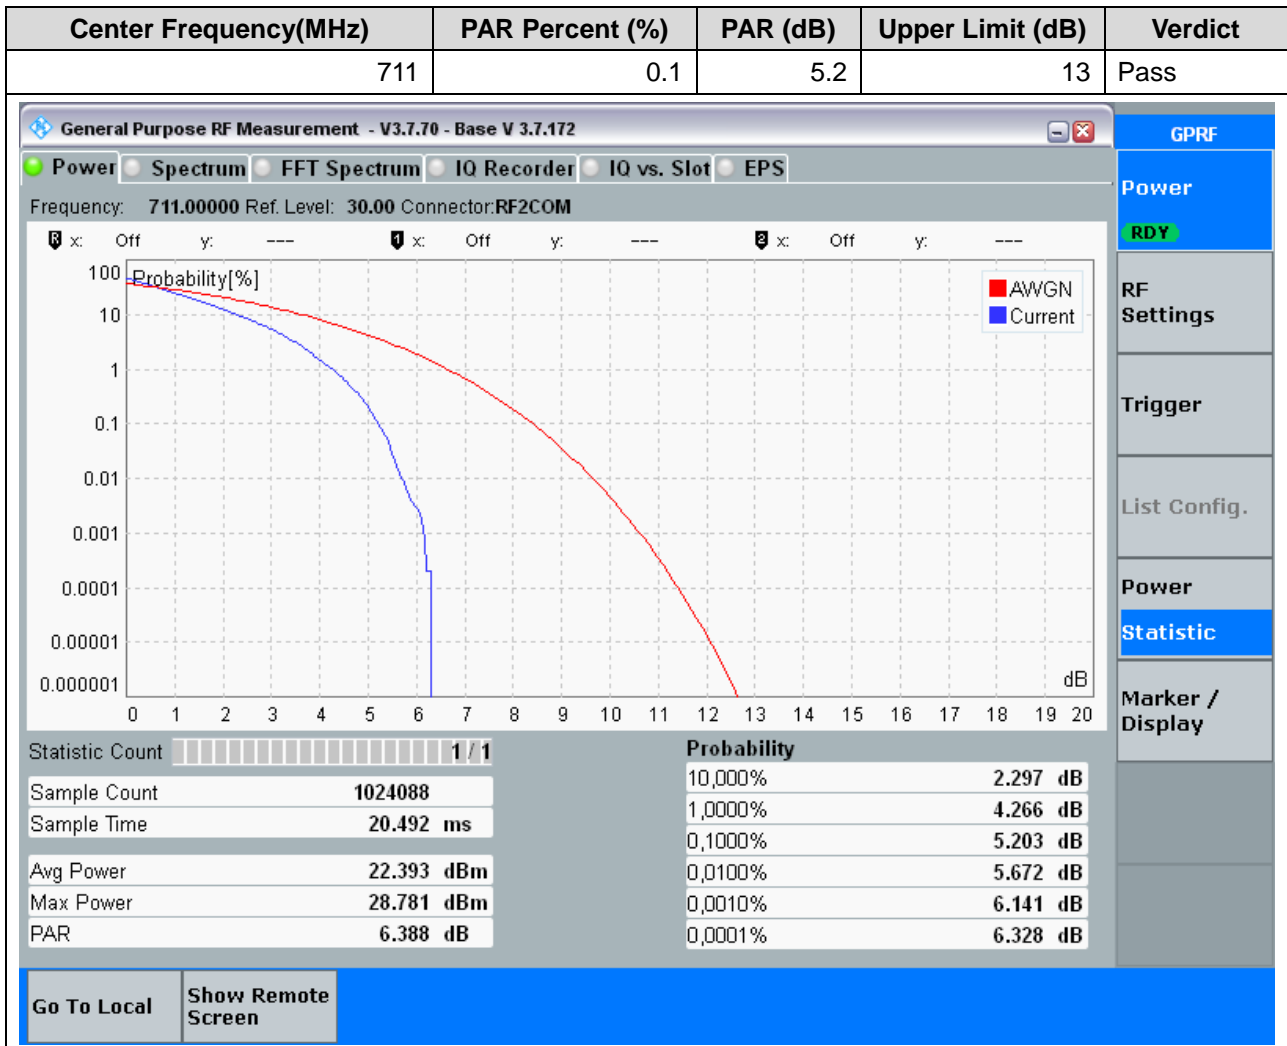 Center Frequency(MHz) PAR Percent (%) PAR (dB) Upper Limit (dB) Verdict
711 0.1 5.2 13 Pass
General Purpose RF Measurement - V3.7.70 - Base V 3.7.172
GPRF
Power Spectrum FFT Spectrum IQ Recorder IQ vs. Slot EPS
Power
RDY
Frequency: 711.00000 Ref. Level: 30.00 Connector:RF2COM
R x: Off y: --- 1 x: Off y: --- 2 x: Off y: ---
Probability[%]
AWGN
Current
100
10
1
0.1
0.01
0.001
0.0001
0.00001
0.000001
dB
0 1 2 3 4 5 6 7 8 9 10 11 12 13 14 15 16 17 18 19 20
RF
Settings
Trigger
List Config.
Power
Statistic
Marker /
Display
Statistic Count 1 / 1
Sample Count 1024088
Sample Time 20.492 ms
Avg Power 22.393 dBm
Max Power 28.781 dBm
PAR 6.388 dB
Probability
10,000% 2.297 dB
1,0000% 4.266 dB
0,1000% 5.203 dB
0,0100% 5.672 dB
0,0010% 6.141 dB
0,0001% 6.328 dB
Go To Local
Show Remote
Screen